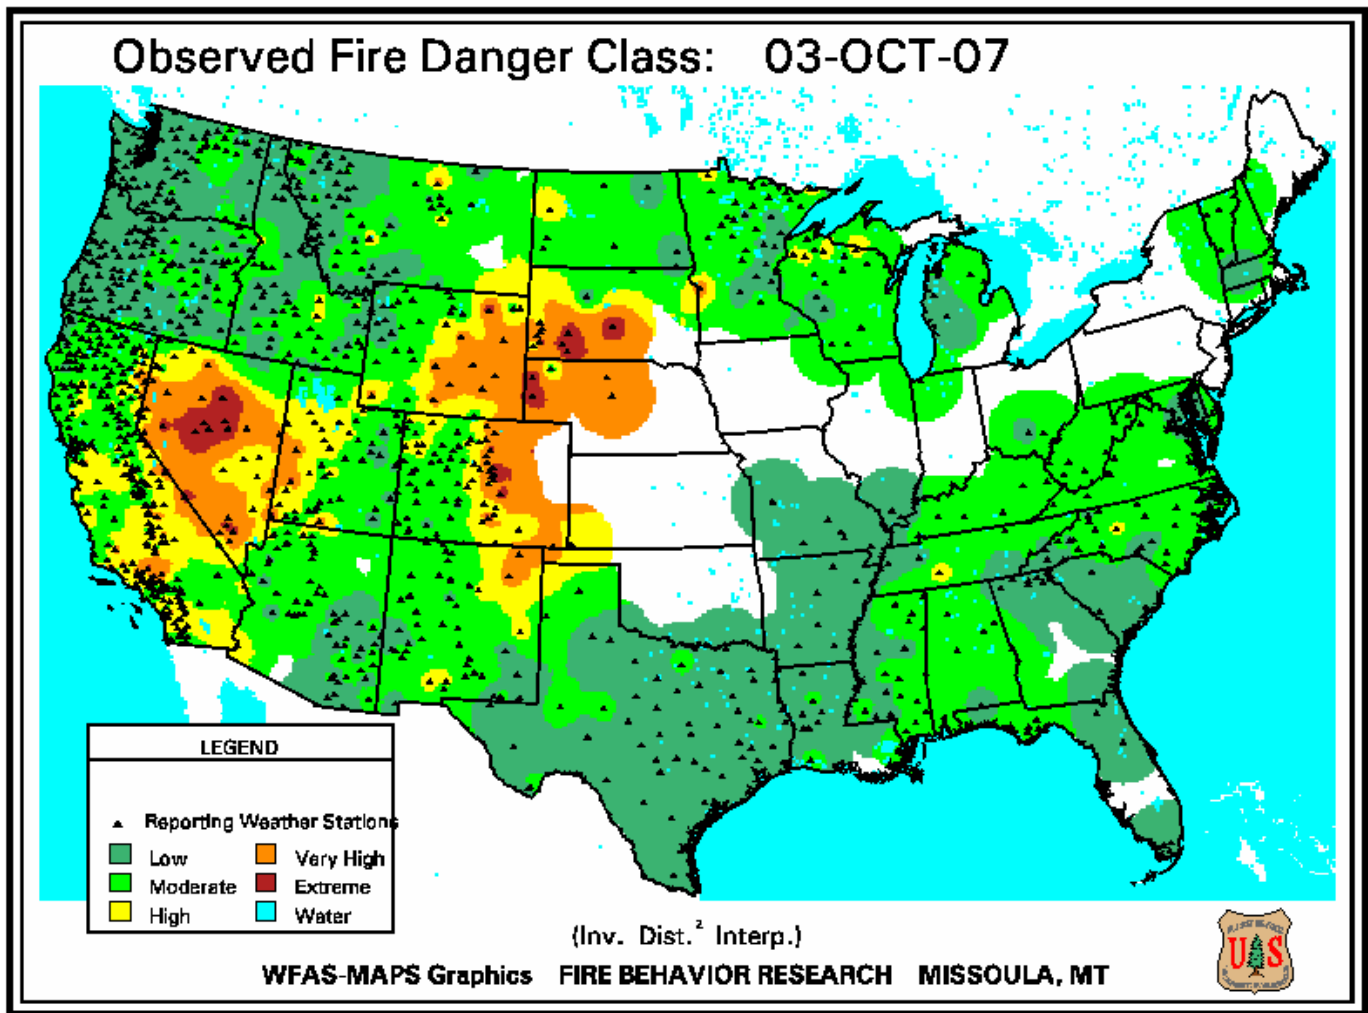 Observed Fire Danger Class: 03-OCT-07
LEGEND
Reporting Weather Stations
Low
Very High
Moderate
Extreme
High
Water
(Inv. Dist.² Interp.)
WFAS-MAPS Graphics FIRE BEHAVIOR RESEARCH MISSOULA, MT
U S